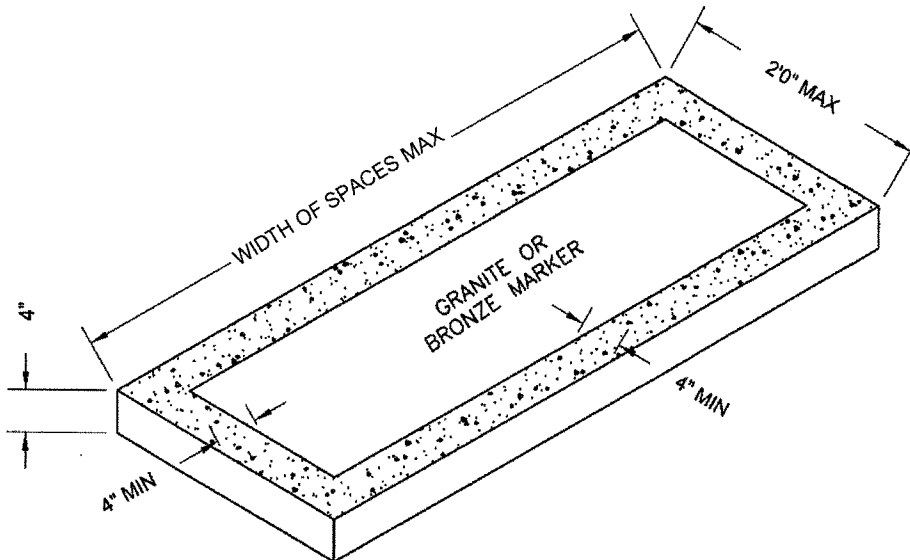 2'0" MAX
WIDTH OF SPACES MAX
GRANITE OR
BRONZE MARKER
4"
4" MIN
4" MIN